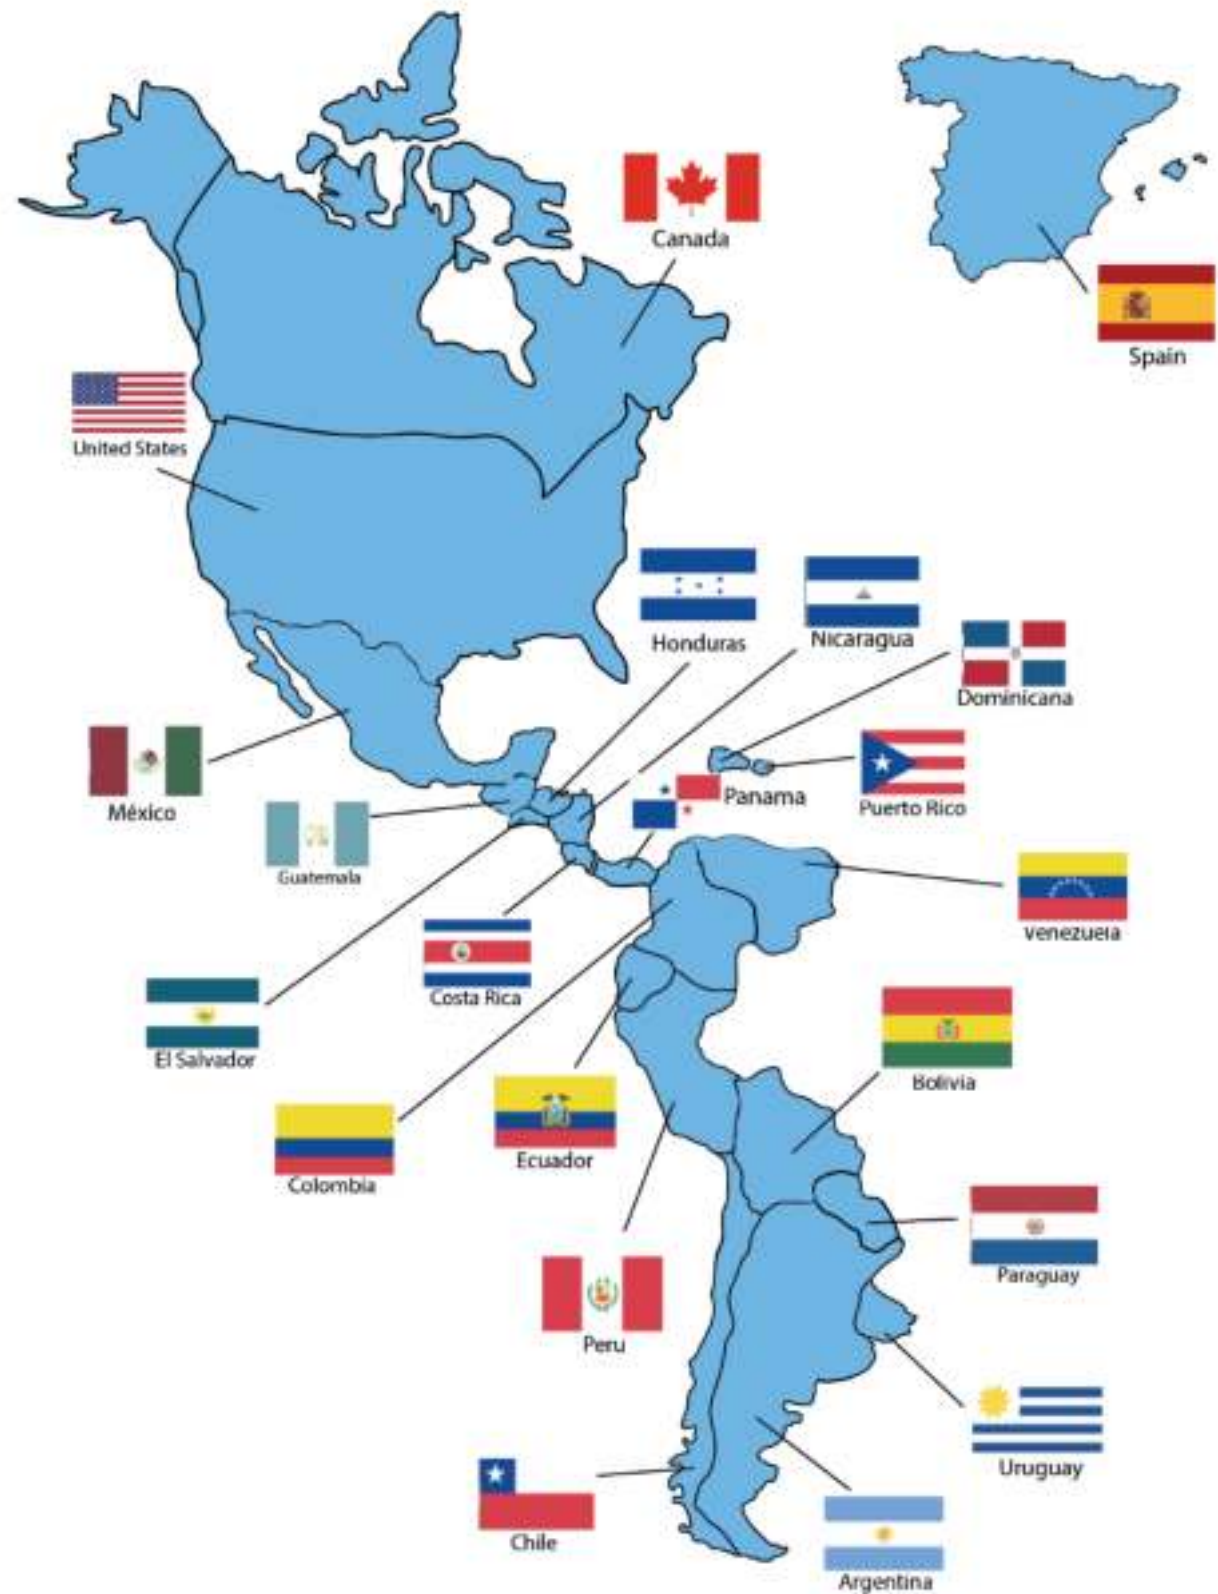 Canada
Spain
United States
Honduras
Nicaragua
Dominicana
México
Panama
Puerto Rico
Guatemala
venezuela
Costa Rica
El Salvador
Bolivia
Ecuador
Colombia
Paraguay
Peru
Uruguay
Chile
Argentina